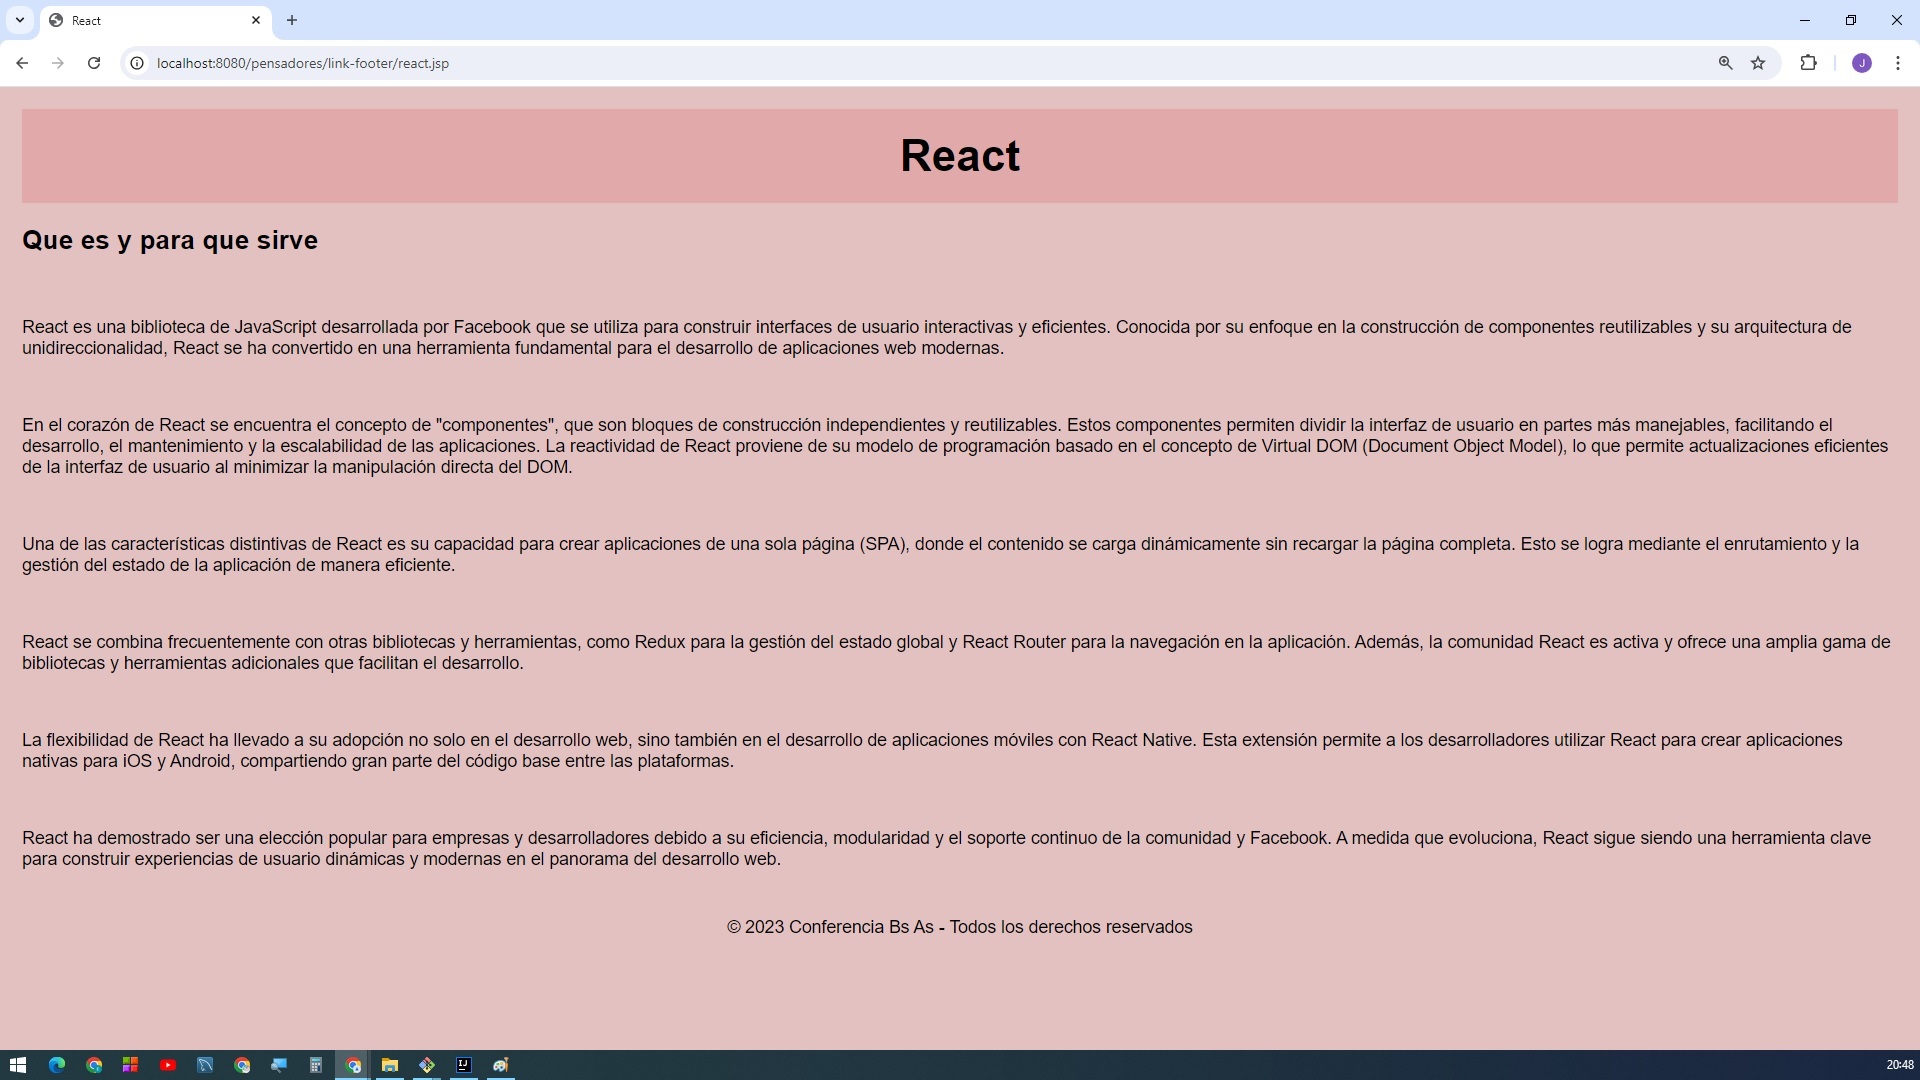 React
localhost:8080/pensadores/link-footer/react.jsp
J
React
Que es y para que sirve
React es una biblioteca de JavaScript desarrollada por Facebook que se utiliza para construir interfaces de usuario interactivas y eficientes. Conocida por su enfoque en la construcción de componentes reutilizables y su arquitectura de
unidireccionalidad, React se ha convertido en una herramienta fundamental para el desarrollo de aplicaciones web modernas.
En el corazón de React se encuentra el concepto de "componentes", que son bloques de construcción independientes y reutilizables. Estos componentes permiten dividir la interfaz de usuario en partes más manejables, facilitando el
desarrollo, el mantenimiento y la escalabilidad de las aplicaciones. La reactividad de React proviene de su modelo de programación basado en el concepto de Virtual DOM (Document Object Model), lo que permite actualizaciones eficientes
de la interfaz de usuario al minimizar la manipulación directa del DOM.
Una de las características distintivas de React es su capacidad para crear aplicaciones de una sola página (SPA), donde el contenido se carga dinámicamente sin recargar la página completa. Esto se logra mediante el enrutamiento y la
gestión del estado de la aplicación de manera eficiente.
React se combina frecuentemente con otras bibliotecas y herramientas, como Redux para la gestión del estado global y React Router para la navegación en la aplicación. Además, la comunidad React es activa y ofrece una amplia gama de
bibliotecas y herramientas adicionales que facilitan el desarrollo.
La flexibilidad de React ha llevado a su adopción no solo en el desarrollo web, sino también en el desarrollo de aplicaciones móviles con React Native. Esta extensión permite a los desarrolladores utilizar React para crear aplicaciones
nativas para iOS y Android, compartiendo gran parte del código base entre las plataformas.
React ha demostrado ser una elección popular para empresas y desarrolladores debido a su eficiencia, modularidad y el soporte continuo de la comunidad y Facebook. A medida que evoluciona, React sigue siendo una herramienta clave
para construir experiencias de usuario dinámicas y modernas en el panorama del desarrollo web.
© 2023 Conferencia Bs As - Todos los derechos reservados
IJ
20:48